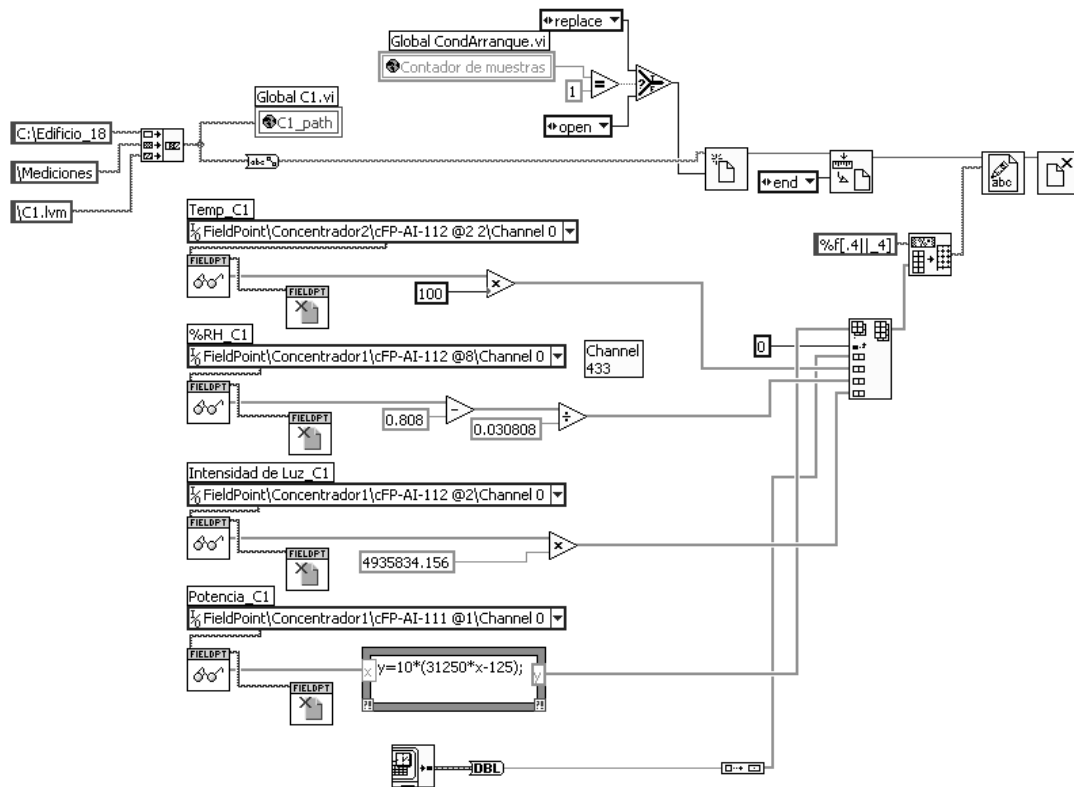 replace
Global CondArranque.vi
Contador de muestras
=
1
?
T
F
open
Global C1.vi
C1_path
C:\Edificio_18
\Mediciones
\C1.lvm
abc
end
abc
%f[.4||_4]
Temp_C1
FieldPoint\Concentrador2\cFP-AI-112 @2 2\Channel 0
FIELDPT
FIELDPT
100
x
0
%RH_C1
FieldPoint\Concentrador1\cFP-AI-112 @8\Channel 0
Channel
433
FIELDPT
FIELDPT
0.808
-
0.030808
÷
Intensidad de Luz_C1
FieldPoint\Concentrador1\cFP-AI-112 @2\Channel 0
FIELDPT
FIELDPT
4935834.156
x
Potencia_C1
FieldPoint\Concentrador1\cFP-AI-111 @1\Channel 0
FIELDPT
FIELDPT
x
y=10*(31250*x-125);
y
DBL